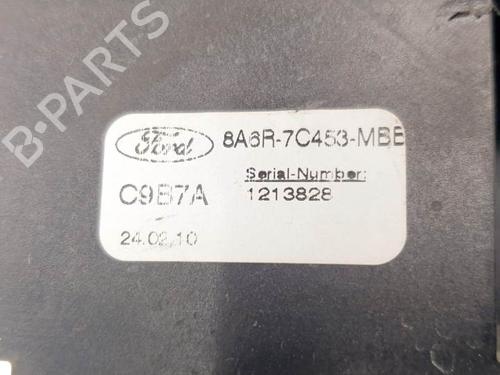 Ford 8A6R-7C453-MBB
Serial-Number:
C9B7A 1213828
24.02.10
B-PARTS